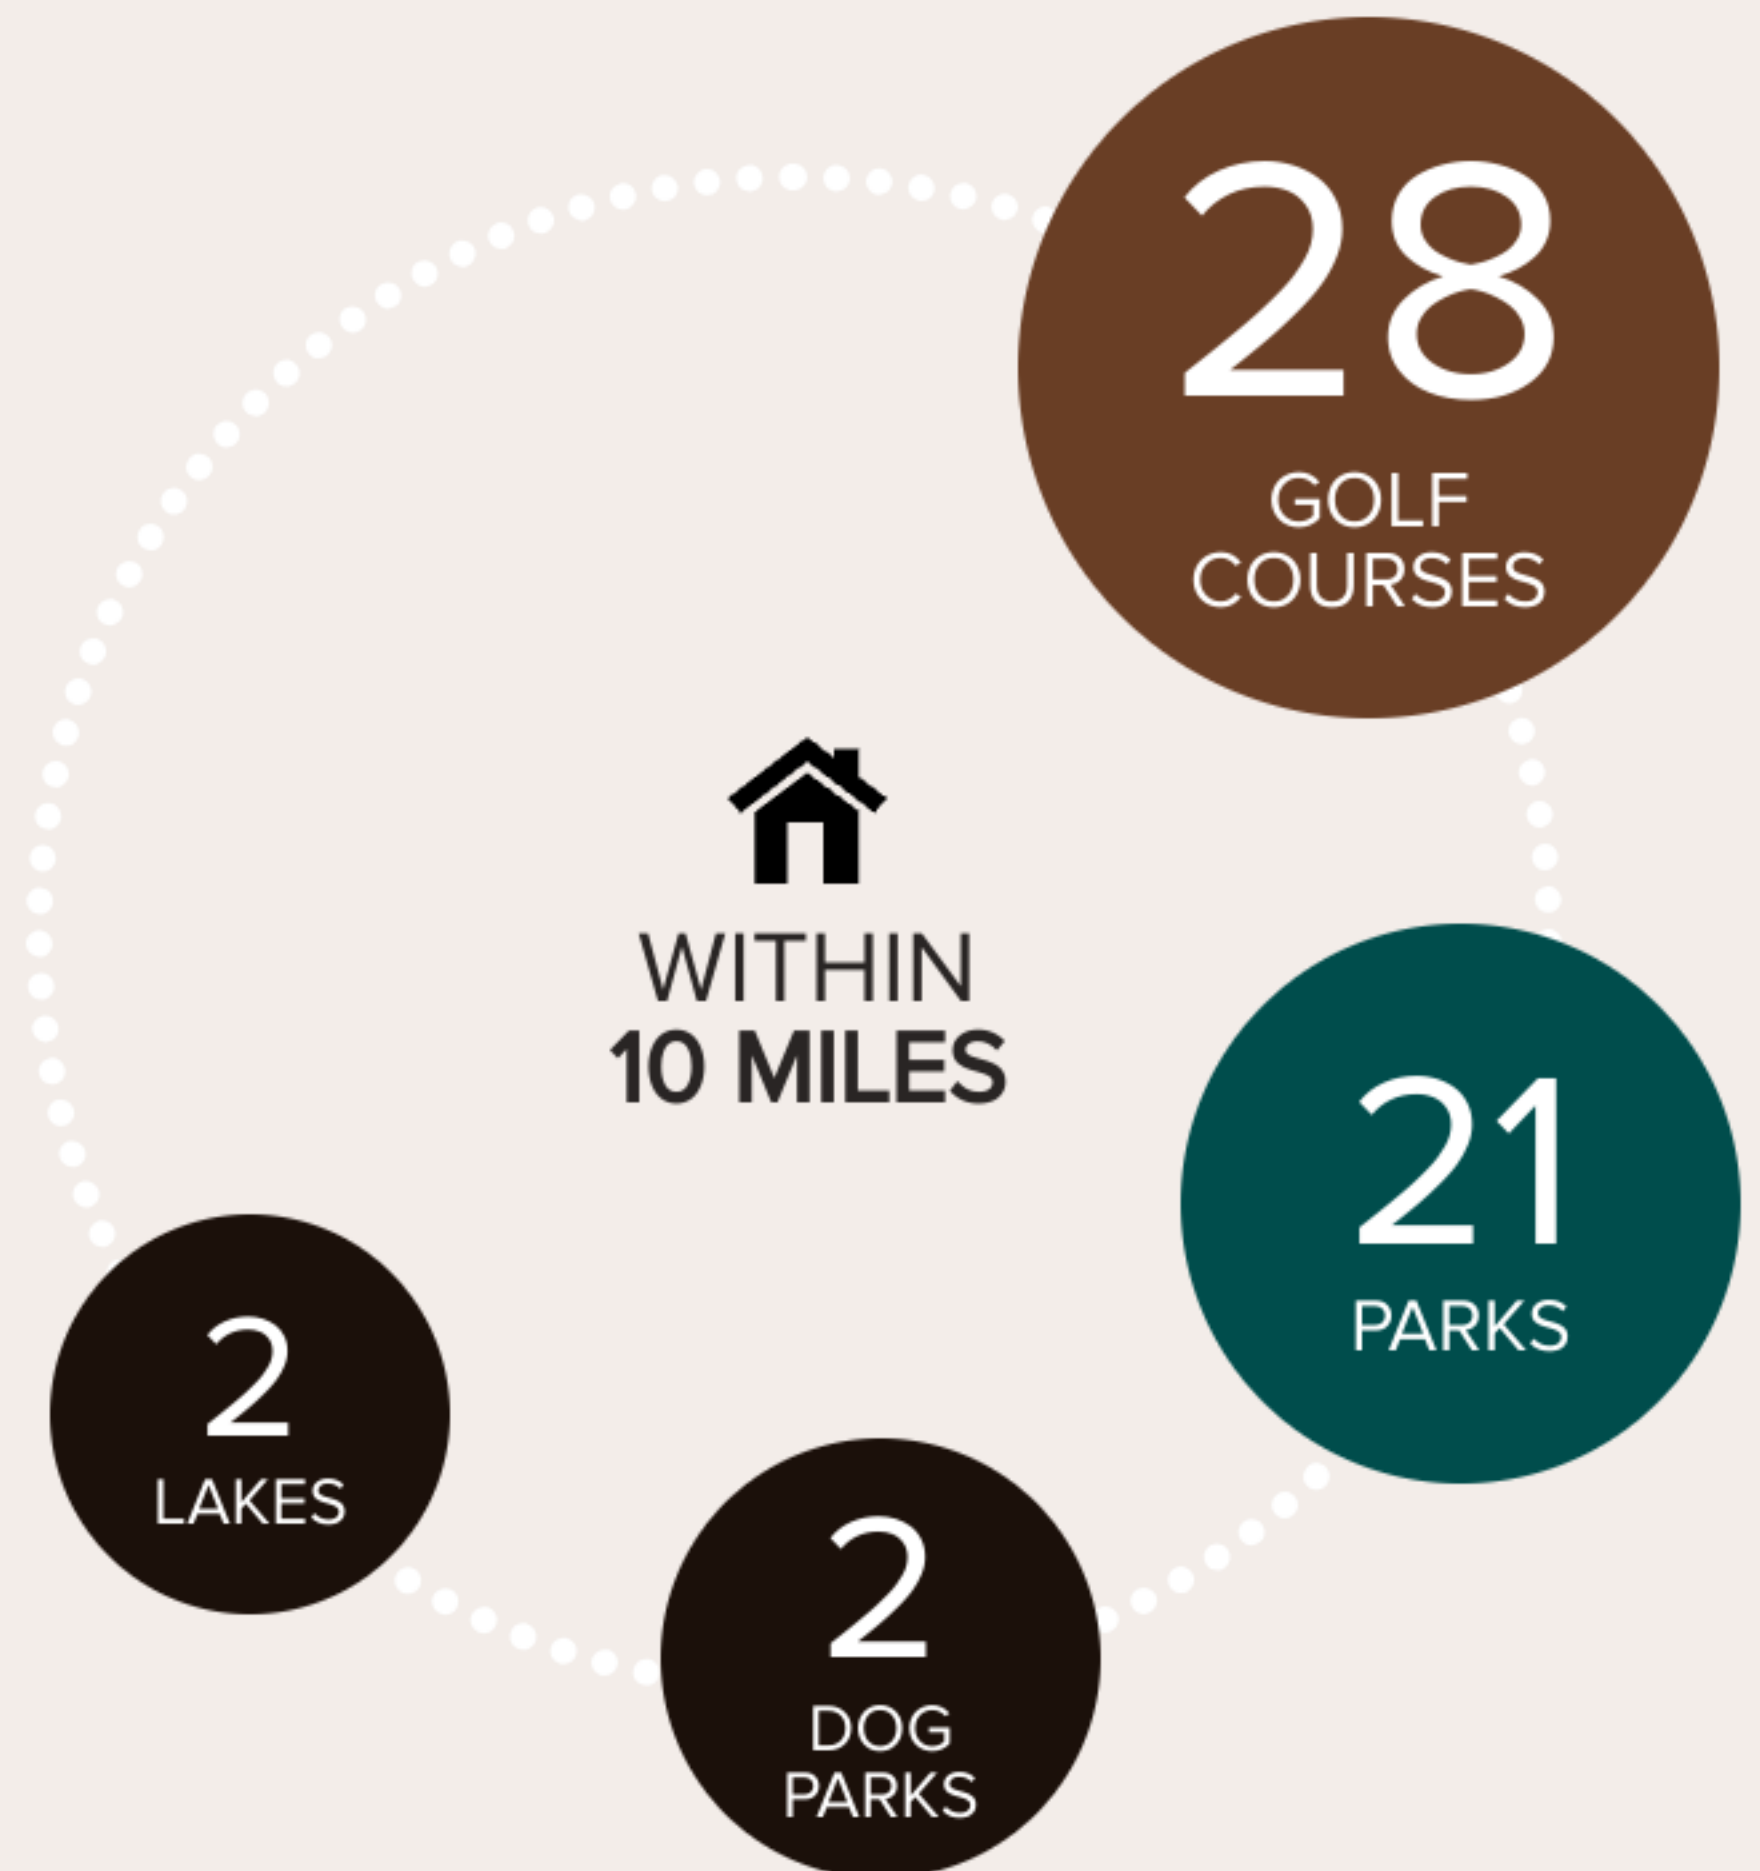 28
GOLF
COURSES
WITHIN
10 MILES
21
PARKS
2
LAKES
2
DOG
PARKS